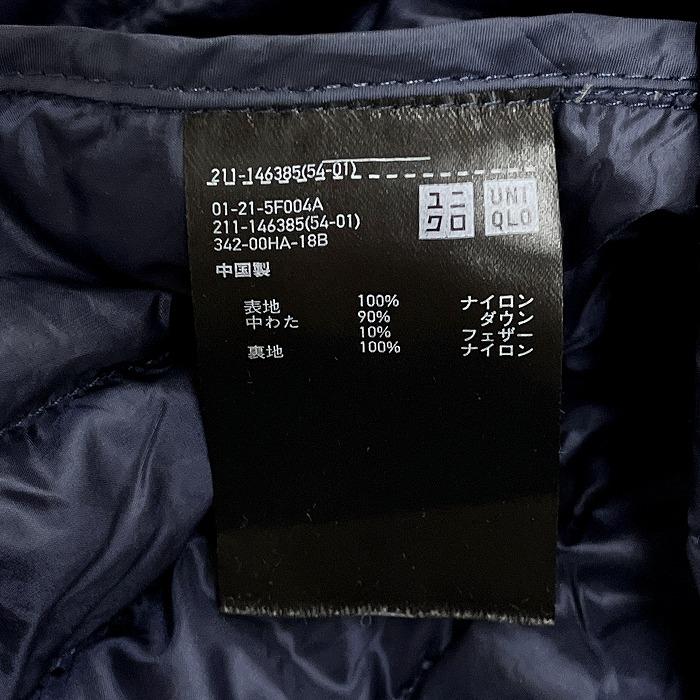 211-146385(54-01)
01-21-5F004A
211-146385(54-01)
342-00HA-18B
ユニ
クロ
UNI
QLO
中国製
表地 100% ナイロン
中わた 90% ダウン
10% フェザー
裏地 100% ナイロン